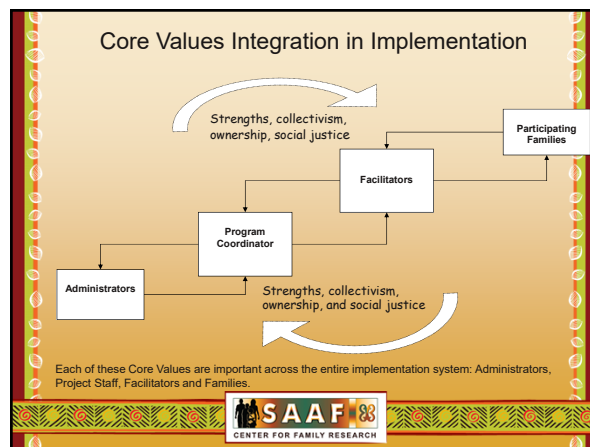 Core Values Integration in Implementation
Strengths, collectivism,
ownership, social justice
Participating
Families
Facilitators
Program
Coordinator
Administrators
Strengths, collectivism,
ownership, and social justice
Each of these Core Values are important across the entire implementation system: Administrators,
Project Staff, Facilitators and Families.
SAAF
CENTER FOR FAMILY RESEARCH